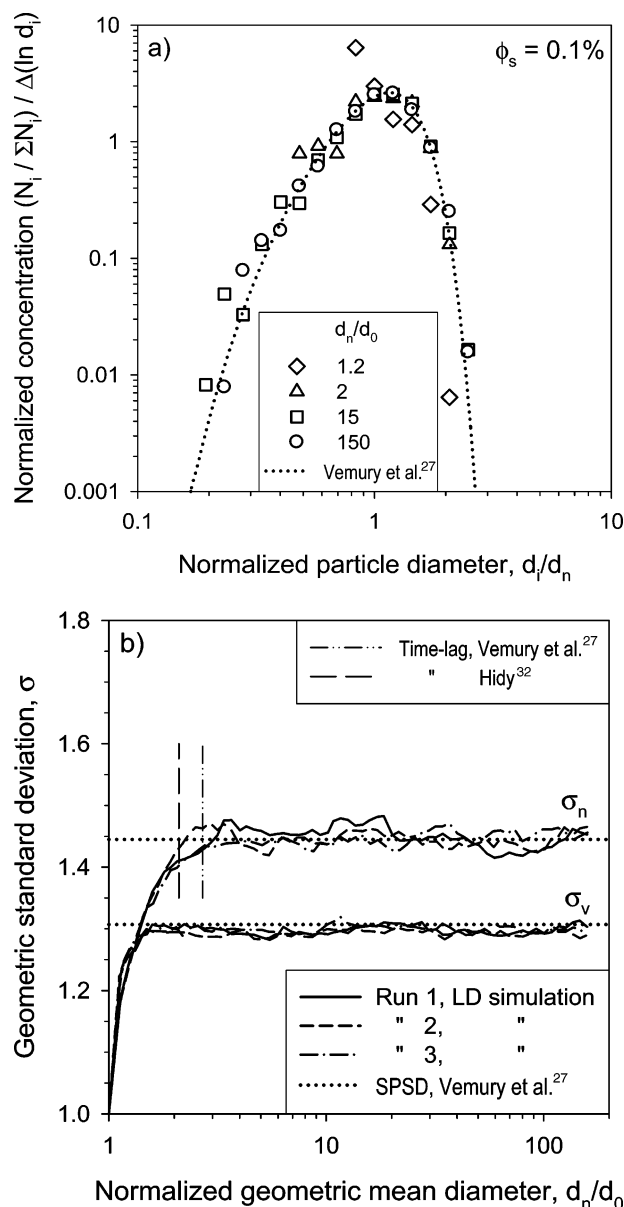 a)
ϕs = 0.1%
10
1
0.1
0.01
0.001
Normalized concentration (Ni / ΣNi) / Δ(ln di)
dn/d0
1.2
2
15
150
Vemury et al.27
0.1
1
10
Normalized particle diameter, di/dn
b)
1.8
1.6
1.4
1.2
1.0
Geometric standard deviation, σ
Time-lag, Vemury et al.27
" Hidy32
σn
σv
Run 1, LD simulation
" 2, "
" 3, "
SPSD, Vemury et al.27
1
10
100
Normalized geometric mean diameter, dn/d0